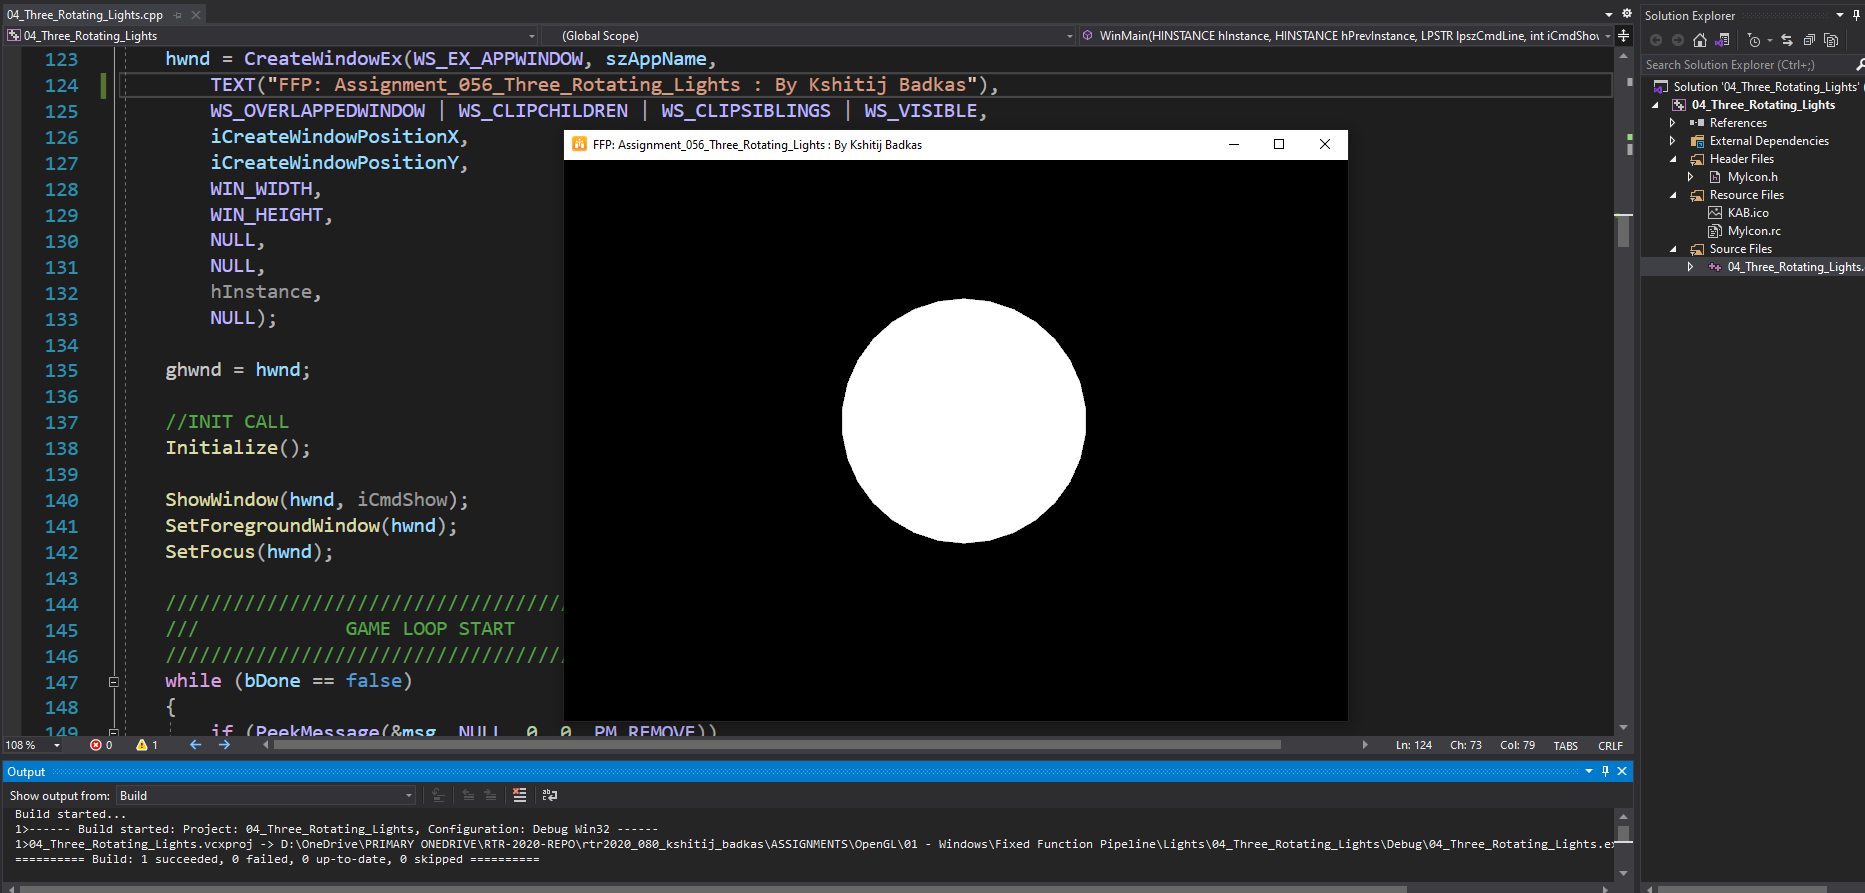 04_Three_Rotating_Lights.cpp
04_Three_Rotating_Lights
(Global Scope)
WinMain(HINSTANCE hInstance, HINSTANCE hPrevInstance, LPSTR lpszCmdLine, int iCmdShov
123 hwnd = CreateWindowEx(WS_EX_APPWINDOW, szAppName,
124 TEXT("FFP: Assignment_056_Three_Rotating_Lights : By Kshitij Badkas"),
125 WS_OVERLAPPEDWINDOW | WS_CLIPCHILDREN | WS_CLIPSIBLINGS | WS_VISIBLE,
126 iCreateWindowPositionX,
127 iCreateWindowPositionY,
128 WIN_WIDTH,
129 WIN_HEIGHT,
130 NULL,
131 NULL,
132 hInstance,
133 NULL);
134
135 ghwnd = hwnd;
136
137 //INIT CALL
138 Initialize();
139
140 ShowWindow(hwnd, iCmdShow);
141 SetForegroundWindow(hwnd);
142 SetFocus(hwnd);
143
144 ////////////////////////////////////
145 /// GAME LOOP START
146 ////////////////////////////////////
147 while (bDone == false)
148 {
149 if (PeekMessage(&msg, NULL, 0, 0, PM_REMOVE))
FFP: Assignment_056_Three_Rotating_Lights : By Kshitij Badkas
108 %
0
1
Ln: 124 Ch: 73 Col: 79 TABS CRLF
Output
Show output from: Build
Build started...
1>------ Build started: Project: 04_Three_Rotating_Lights, Configuration: Debug Win32 ------
1>04_Three_Rotating_Lights.vcxproj -> D:\OneDrive\PRIMARY ONEDRIVE\RTR-2020-REPO\rtr2020_080_kshitij_badkas\ASSIGNMENTS\OpenGL\01 - Windows\Fixed Function Pipeline\Lights\04_Three_Rotating_Lights\Debug\04_Three_Rotating_Lights.ex
========== Build: 1 succeeded, 0 failed, 0 up-to-date, 0 skipped ==========
Solution Explorer
Search Solution Explorer (Ctrl+;)
Solution '04_Three_Rotating_Lights' (
04_Three_Rotating_Lights
References
External Dependencies
Header Files
MyIcon.h
Resource Files
KAB.ico
MyIcon.rc
Source Files
04_Three_Rotating_Lights.